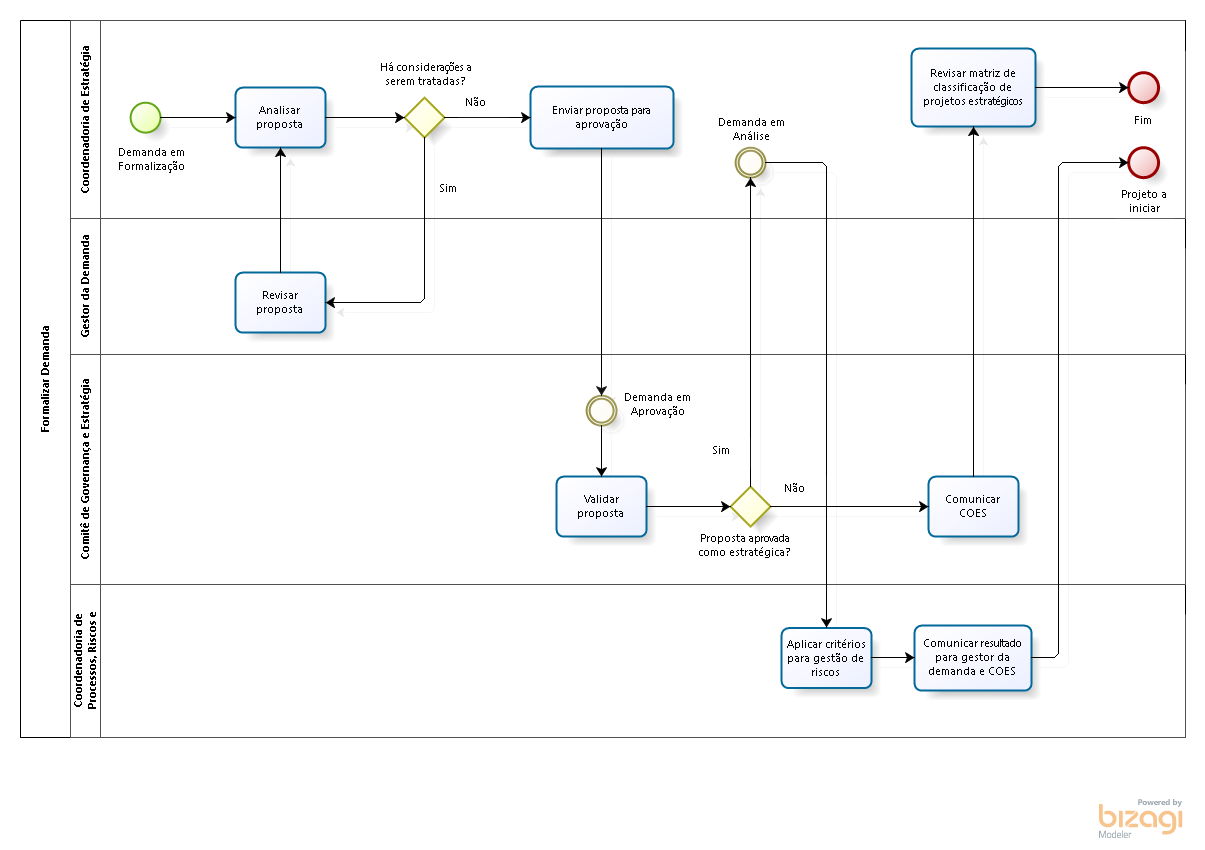 Formalizar Demanda
Coordenadoria de Estratégia
Demanda em
Formalização
Analisar
proposta
Há considerações a
serem tratadas?
Não
Sim
Enviar proposta para
aprovação
Demanda em
Análise
Revisar matriz de
classificação de
projetos estratégicos
Fim
Projeto a
iniciar
Gestor da Demanda
Revisar
proposta
Comitê de Governança e Estratégia
Demanda em
Aprovação
Validar
proposta
Sim
Não
Proposta aprovada
como estratégica?
Comunicar
COES
Coordenadoria de
Processos, Riscos e
Aplicar critérios
para gestão de
riscos
Comunicar resultado
para gestor da
demanda e COES
Powered by
bizagi
Modeler